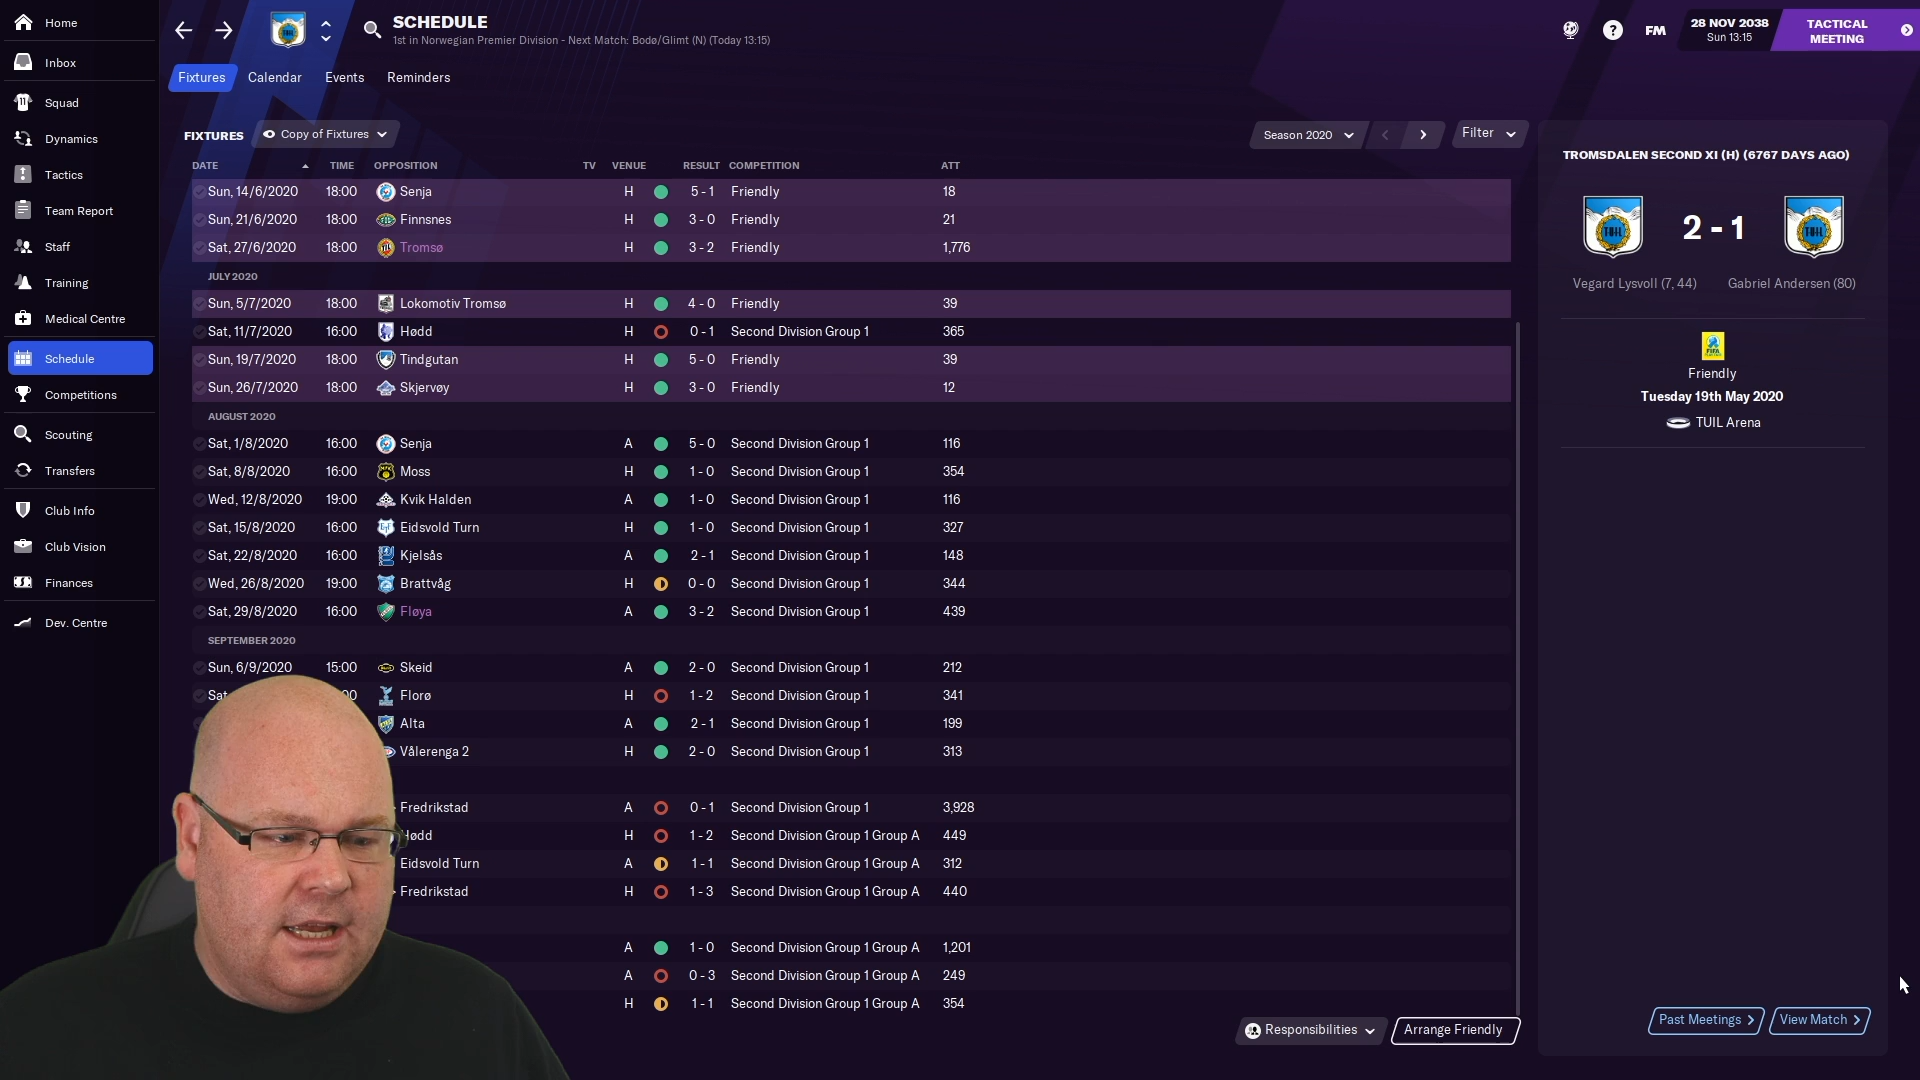 Home
Inbox
Squad
Dynamics
Tactics
Team Report
Staff
Training
Medical Centre
Schedule
Competitions
Scouting
Transfers
Club Info
Club Vision
Finances
Dev. Centre
SCHEDULE
1st in Norwegian Premier Division - Next Match: Bodø/Glimt (N) (Today 13:15)
FM
28 NOV 2038
Sun 13:15
TACTICAL MEETING
Fixtures Calendar Events Reminders
FIXTURES Copy of Fixtures Season 2020 Filter
DATE TIME OPPOSITION TV VENUE RESULT COMPETITION ATT
Sun, 14/6/2020 18:00 Senja H 5 - 1 Friendly 18
Sun, 21/6/2020 18:00 Finnsnes H 3 - 0 Friendly 21
Sat, 27/6/2020 18:00 Tromsø H 3 - 2 Friendly 1,776
JULY 2020
Sun, 5/7/2020 18:00 Lokomotiv Tromsø H 4 - 0 Friendly 39
Sat, 11/7/2020 16:00 Hødd H 0 - 1 Second Division Group 1 365
Sun, 19/7/2020 18:00 Tindgutan H 5 - 0 Friendly 39
Sun, 26/7/2020 18:00 Skjervøy H 3 - 0 Friendly 12
AUGUST 2020
Sat, 1/8/2020 16:00 Senja A 5 - 0 Second Division Group 1 116
Sat, 8/8/2020 16:00 Moss H 1 - 0 Second Division Group 1 354
Wed, 12/8/2020 19:00 Kvik Halden A 1 - 0 Second Division Group 1 116
Sat, 15/8/2020 16:00 Eidsvold Turn H 1 - 0 Second Division Group 1 327
Sat, 22/8/2020 16:00 Kjelsås A 2 - 1 Second Division Group 1 148
Wed, 26/8/2020 19:00 Brattvåg H 0 - 0 Second Division Group 1 344
Sat, 29/8/2020 16:00 Fløya A 3 - 2 Second Division Group 1 439
SEPTEMBER 2020
Sun, 6/9/2020 15:00 Skeid A 2 - 0 Second Division Group 1 212
Sat Florø H 1 - 2 Second Division Group 1 341
Alta A 2 - 1 Second Division Group 1 199
Vålerenga 2 H 2 - 0 Second Division Group 1 313
Fredrikstad A 0 - 1 Second Division Group 1 3,928
Hødd H 1 - 2 Second Division Group 1 Group A 449
Eidsvold Turn A 1 - 1 Second Division Group 1 Group A 312
Fredrikstad H 1 - 3 Second Division Group 1 Group A 440
A 1 - 0 Second Division Group 1 Group A 1,201
A 0 - 3 Second Division Group 1 Group A 249
H 1 - 1 Second Division Group 1 Group A 354
Responsibilities Arrange Friendly
TROMSDALEN SECOND XI (H) (6767 DAYS AGO)
2 - 1
Vegard Lysvoll (7, 44) Gabriel Andersen (80)
Friendly
Tuesday 19th May 2020
TUIL Arena
Past Meetings View Match